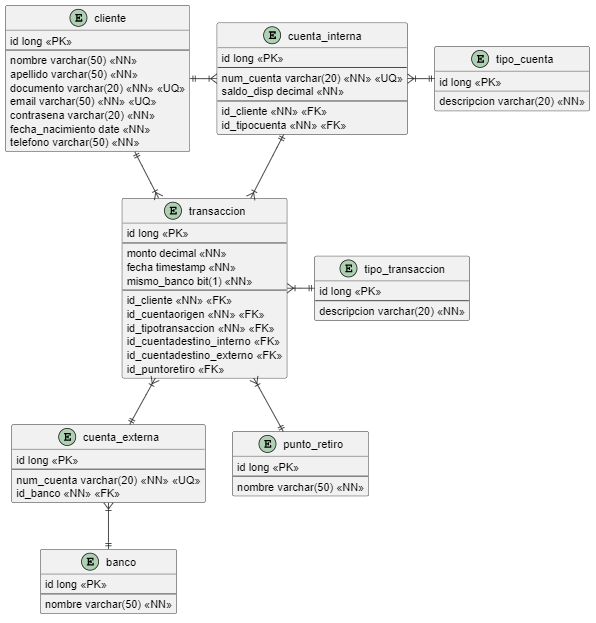 E cliente
id long «PK»
nombre varchar(50) «NN»
apellido varchar(50) «NN»
documento varchar(20) «NN» «UQ»
email varchar(50) «NN» «UQ»
contrasena varchar(20) «NN»
fecha_nacimiento date «NN»
telefono varchar(50) «NN»
E cuenta_interna
id long «PK»
num_cuenta varchar(20) «NN» «UQ»
saldo_disp decimal «NN»
id_cliente «NN» «FK»
id_tipocuenta «NN» «FK»
E tipo_cuenta
id long «PK»
descripcion varchar(20) «NN»
E transaccion
id long «PK»
monto decimal «NN»
fecha timestamp «NN»
mismo_banco bit(1) «NN»
id_cliente «NN» «FK»
id_cuentaorigen «NN» «FK»
id_tipotransaccion «NN» «FK»
id_cuentadestino_interno «FK»
id_cuentadestino_externo «FK»
id_puntoretiro «FK»
E tipo_transaccion
id long «PK»
descripcion varchar(20) «NN»
E cuenta_externa
id long «PK»
num_cuenta varchar(20) «NN» «UQ»
id_banco «NN» «FK»
E punto_retiro
id long «PK»
nombre varchar(50) «NN»
E banco
id long «PK»
nombre varchar(50) «NN»